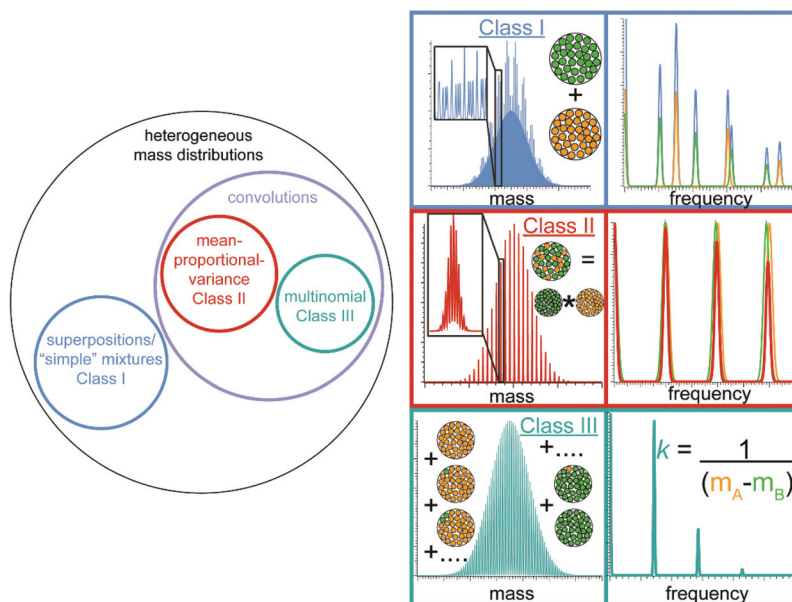 heterogeneous
mass distributions
convolutions
mean-
proportional-
variance
Class II
multinomial
Class III
superpositions/
"simple" mixtures
Class I
Class I
+
mass
frequency
Class II
=
*
mass
frequency
Class III
+
+
+
+....
+....
+
+
mass
k = 1
(mA-mB)
frequency